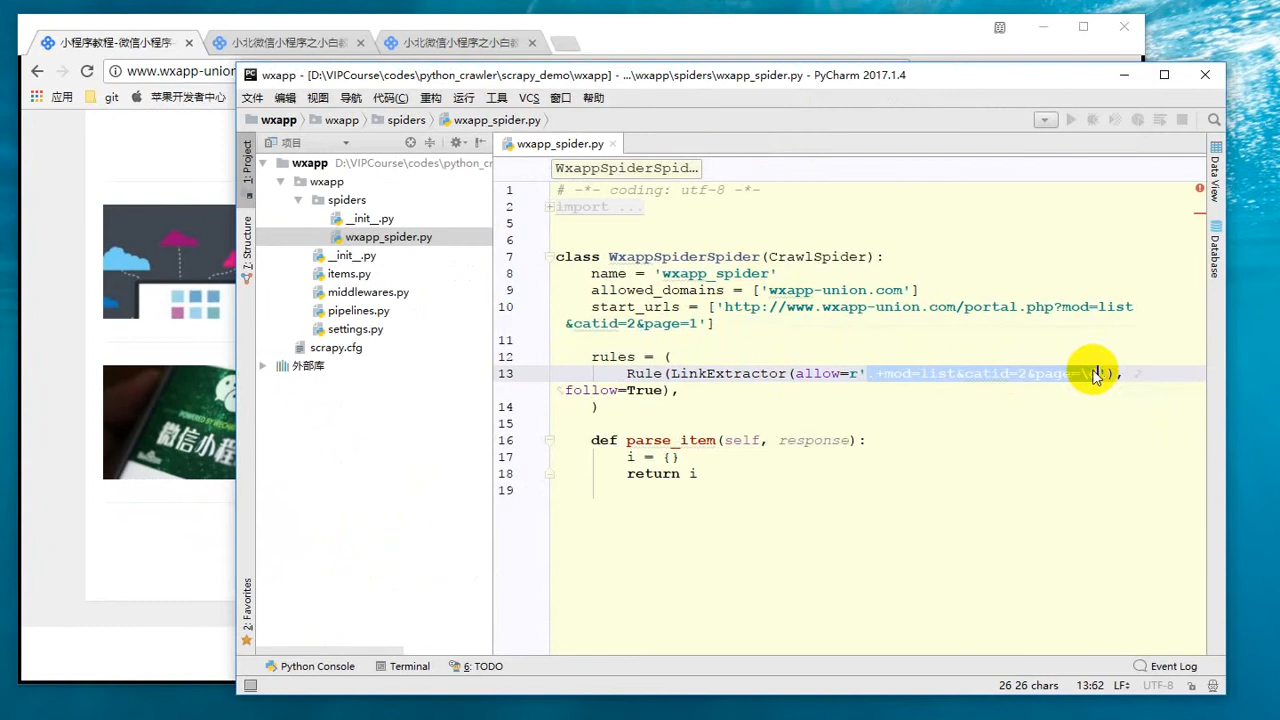 小程序教程-微信小程序
小北微信小程序之小白教
小北微信小程序之小白教
www.wxapp-union
应用 git 苹果开发者中心
微信小程
PC wxapp - [D:\VIPCourse\codes\python_crawler\scrapy_demo\wxapp] - ...\wxapp\spiders\wxapp_spider.py - PyCharm 2017.1.4
文件 编辑 视图 导航 代码(C) 重构 运行 工具 VCS 窗口 帮助
wxapp wxapp spiders wxapp_spider.py
1: Project
7: Structure
2: Favorites
项目
wxapp D:\VIPCourse\codes\python_cr
wxapp
spiders
__init__.py
wxapp_spider.py
__init__.py
items.py
middlewares.py
pipelines.py
settings.py
scrapy.cfg
外部库
wxapp_spider.py
WxappSpiderSpid...
1 # -*- coding: utf-8 -*-
2 import ...
5
6
7 class WxappSpiderSpider(CrawlSpider):
8 name = 'wxapp_spider'
9 allowed_domains = ['wxapp-union.com']
10 start_urls = ['http://www.wxapp-union.com/portal.php?mod=list
&catid=2&page=1']
11
12 rules = (
13 Rule(LinkExtractor(allow=r'.+mod=list&catid=2&page=\d'),
follow=True),
14 )
15
16 def parse_item(self, response):
17 i = {}
18 return i
19
Data View
Database
Python Console Terminal 6: TODO Event Log
26 26 chars 13:62 LF÷ UTF-8